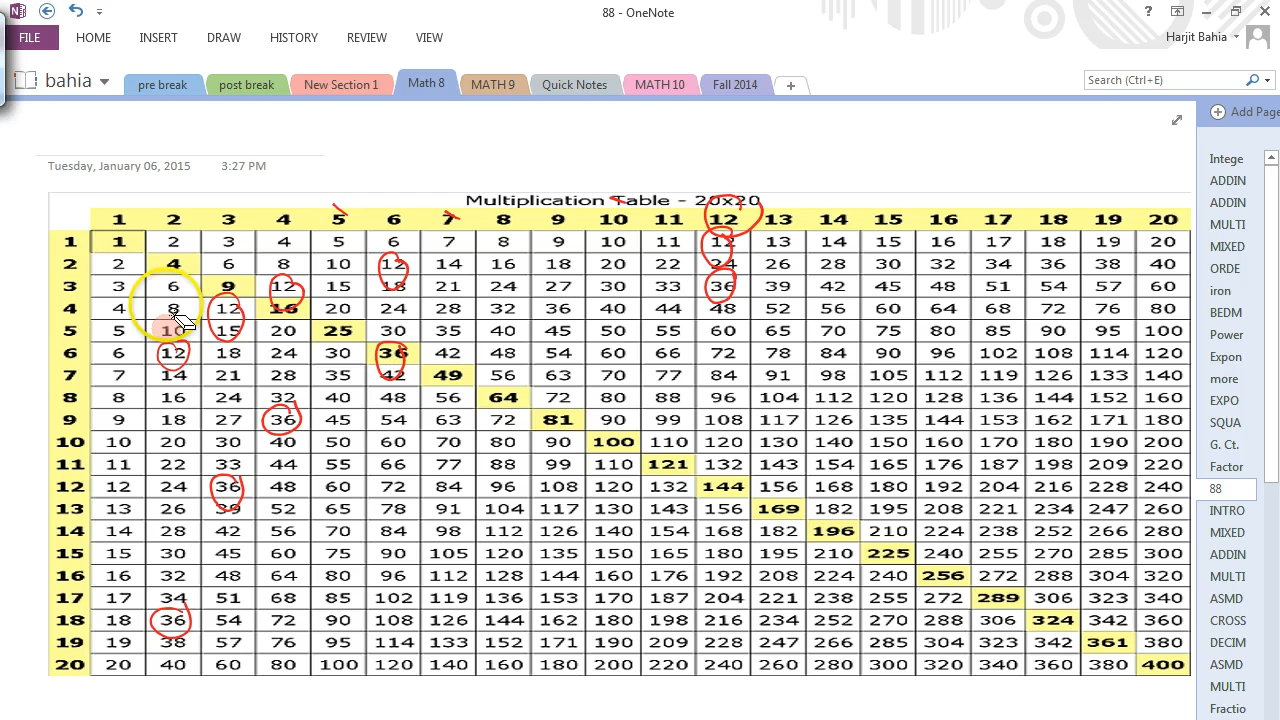 88 - OneNote
?
FILE HOME INSERT DRAW HISTORY REVIEW VIEW
Harjit Bahia
bahia
pre break
post break
New Section 1
Math 8
MATH 9
Quick Notes
MATH 10
Fall 2014
Search (Ctrl+E)
Add Page
Tuesday, January 06, 2015 3:27 PM
Multiplication Table - 20x20
1 2 3 4 5 6 7 8 9 10 11 12 13 14 15 16 17 18 19 20
1 1 2 3 4 5 6 7 8 9 10 11 12 13 14 15 16 17 18 19 20
2 2 4 6 8 10 12 14 16 18 20 22 24 26 28 30 32 34 36 38 40
3 3 6 9 12 15 18 21 24 27 30 33 36 39 42 45 48 51 54 57 60
4 4 8 12 16 20 24 28 32 36 40 44 48 52 56 60 64 68 72 76 80
5 5 10 15 20 25 30 35 40 45 50 55 60 65 70 75 80 85 90 95 100
6 6 12 18 24 30 36 42 48 54 60 66 72 78 84 90 96 102 108 114 120
7 7 14 21 28 35 42 49 56 63 70 77 84 91 98 105 112 119 126 133 140
8 8 16 24 32 40 48 56 64 72 80 88 96 104 112 120 128 136 144 152 160
9 9 18 27 36 45 54 63 72 81 90 99 108 117 126 135 144 153 162 171 180
10 10 20 30 40 50 60 70 80 90 100 110 120 130 140 150 160 170 180 190 200
11 11 22 33 44 55 66 77 88 99 110 121 132 143 154 165 176 187 198 209 220
12 12 24 36 48 60 72 84 96 108 120 132 144 156 168 180 192 204 216 228 240
13 13 26 39 52 65 78 91 104 117 130 143 156 169 182 195 208 221 234 247 260
14 14 28 42 56 70 84 98 112 126 140 154 168 182 196 210 224 238 252 266 280
15 15 30 45 60 75 90 105 120 135 150 165 180 195 210 225 240 255 270 285 300
16 16 32 48 64 80 96 112 128 144 160 176 192 208 224 240 256 272 288 304 320
17 17 34 51 68 85 102 119 136 153 170 187 204 221 238 255 272 289 306 323 340
18 18 36 54 72 90 108 126 144 162 180 198 216 234 252 270 288 306 324 342 360
19 19 38 57 76 95 114 133 152 171 190 209 228 247 266 285 304 323 342 361 380
20 20 40 60 80 100 120 140 160 180 200 220 240 260 280 300 320 340 360 380 400
Intege
ADDIN
ADDIN
MULTI
MIXED
ORDE
iron
BEDM
Power
Expon
more
EXPO
SQUA
G. Ct.
Factor
88
INTRO
MIXED
ADDIN
MULTI
ASMD
CROSS
DECIM
ASMD
MULTI
Fractio